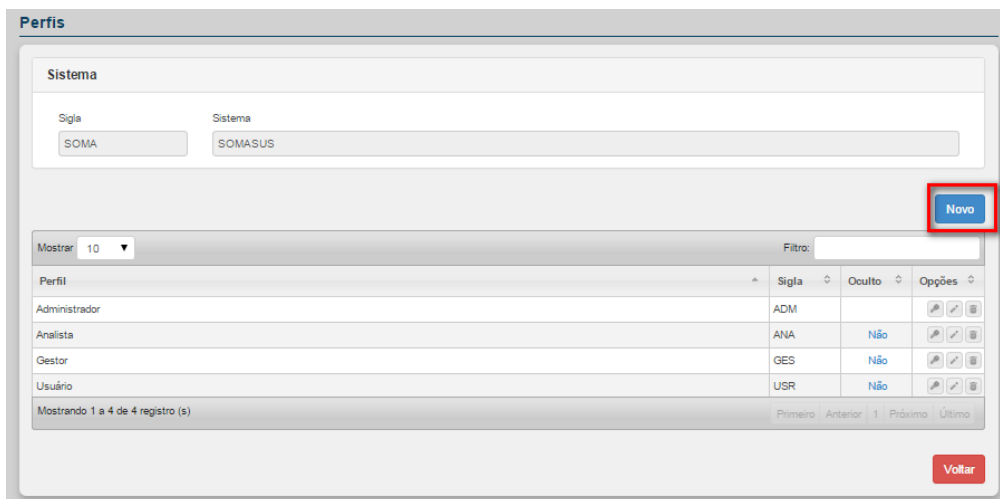 Perfis
Sistema
Sigla Sistema
SOMA SOMASUS
Novo
Mostrar 10 Filtro:
Perfil Sigla Oculto Opções
Administrador ADM
Analista ANA Não
Gestor GES Não
Usuário USR Não
Mostrando 1 a 4 de 4 registro (s) Primeiro Anterior 1 Próximo Último
Voltar